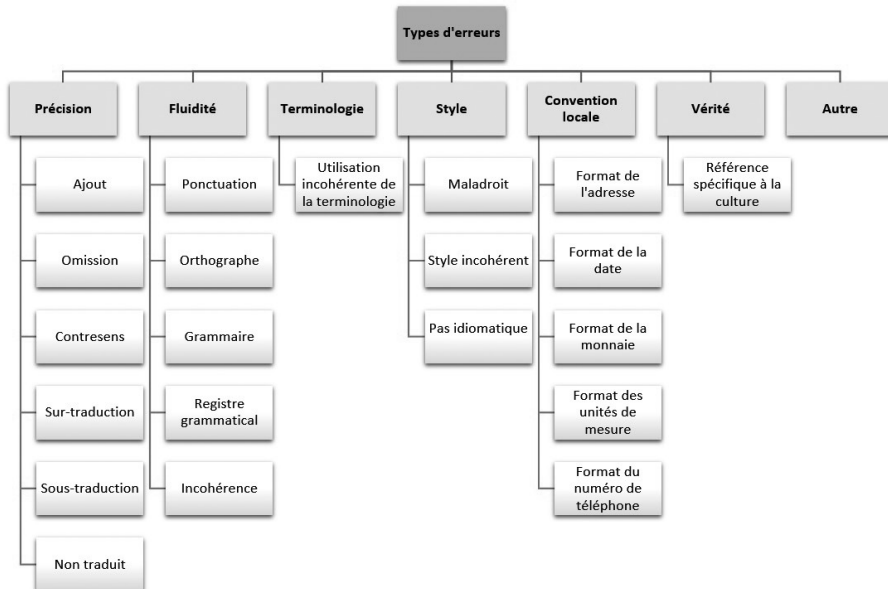 Types d'erreurs
Précision
Fluidité
Terminologie
Style
Convention
locale
Vérité
Autre
Ajout
Omission
Contresens
Sur-traduction
Sous-traduction
Non traduit
Ponctuation
Orthographe
Grammaire
Registre
grammatical
Incohérence
Utilisation
incohérente de
la terminologie
Maladroit
Style incohérent
Pas idiomatique
Format de
l'adresse
Format de la
date
Format de la
monnaie
Format des
unités de
mesure
Format du
numéro de
téléphone
Référence
spécifique à la
culture